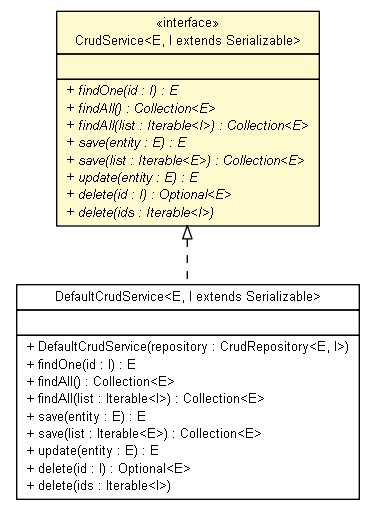 «interface»
CrudService<E, I extends Serializable>
+ findOne(id : I) : E
+ findAll() : Collection<E>
+ findAll(list : Iterable<I>) : Collection<E>
+ save(entity : E) : E
+ save(list : Iterable<E>) : Collection<E>
+ update(entity : E) : E
+ delete(id : I) : Optional<E>
+ delete(ids : Iterable<I>)
DefaultCrudService<E, I extends Serializable>
+ DefaultCrudService(repository : CrudRepository<E, I>)
+ findOne(id : I) : E
+ findAll() : Collection<E>
+ findAll(list : Iterable<I>) : Collection<E>
+ save(entity : E) : E
+ save(list : Iterable<E>) : Collection<E>
+ update(entity : E) : E
+ delete(id : I) : Optional<E>
+ delete(ids : Iterable<I>)